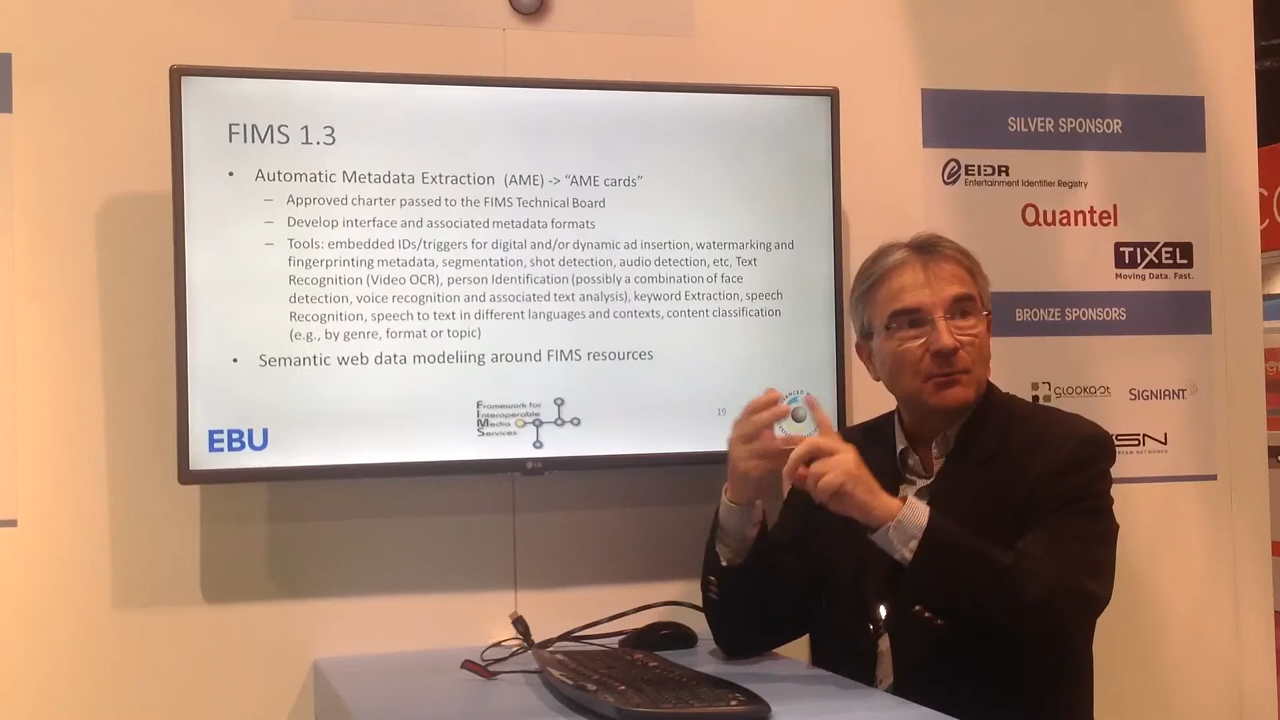 FIMS 1.3
• Automatic Metadata Extraction (AME) -> “AME cards”
– Approved charter passed to the FIMS Technical Board
– Develop interface and associated metadata formats
– Tools: embedded IDs/triggers for digital and/or dynamic ad insertion, watermarking and
fingerprinting metadata, segmentation, shot detection, audio detection, etc, Text
Recognition (Video OCR), person Identification (possibly a combination of face
detection, voice recognition and associated text analysis), keyword Extraction, speech
Recognition, speech to text in different languages and contexts, content classification
(e.g., by genre, format or topic)
• Semantic web data modelling around FIMS resources
Framework for
Interoperable
Media
Services
19
EBU
LG
SILVER SPONSOR
EIDR
Entertainment Identifier Registry
Quantel
TIXEL
Moving Data. Fast.
BRONZE SPONSORS
GLOOKAST
SIGNIANT